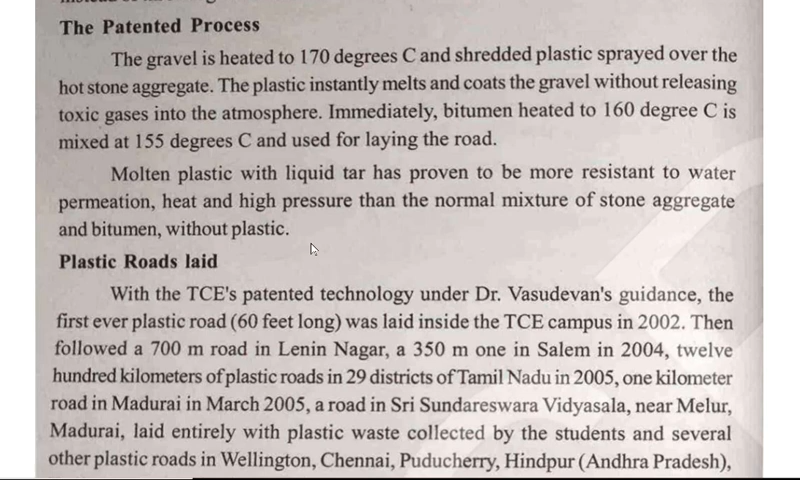 The Patented Process
The gravel is heated to 170 degrees C and shredded plastic sprayed over the
hot stone aggregate. The plastic instantly melts and coats the gravel without releasing
toxic gases into the atmosphere. Immediately, bitumen heated to 160 degree C is
mixed at 155 degrees C and used for laying the road.
Molten plastic with liquid tar has proven to be more resistant to water
permeation, heat and high pressure than the normal mixture of stone aggregate
and bitumen, without plastic.
Plastic Roads laid
With the TCE's patented technology under Dr. Vasudevan's guidance, the
first ever plastic road (60 feet long) was laid inside the TCE campus in 2002. Then
followed a 700 m road in Lenin Nagar, a 350 m one in Salem in 2004, twelve
hundred kilometers of plastic roads in 29 districts of Tamil Nadu in 2005, one kilometer
road in Madurai in March 2005, a road in Sri Sundareswara Vidyasala, near Melur,
Madurai, laid entirely with plastic waste collected by the students and several
other plastic roads in Wellington, Chennai, Puducherry, Hindpur (Andhra Pradesh),